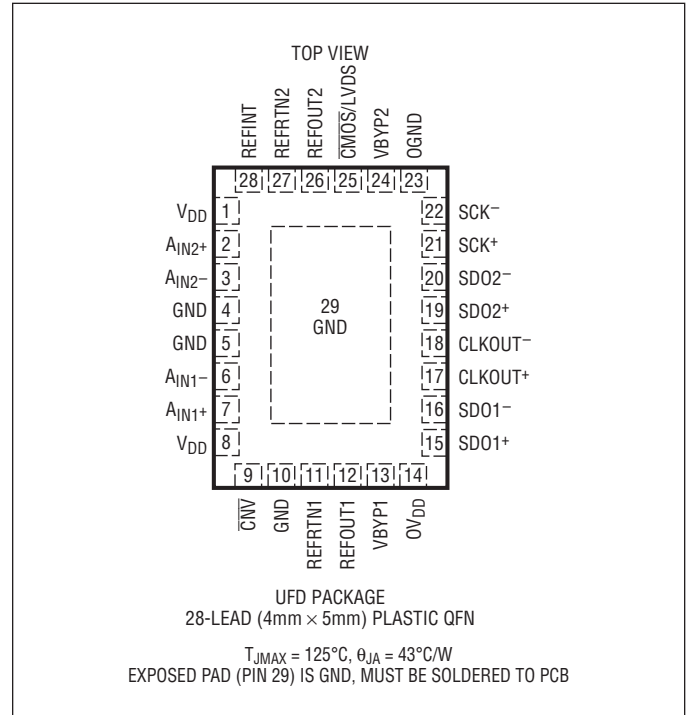 TOP VIEW
REFINT
REFRTN2
REFOUT2
C̅M̅O̅S̅/LVDS
VBYP2
OGND
28 27 26 25 24 23
VDD 1
AIN2+ 2
AIN2– 3
GND 4
GND 5
AIN1– 6
AIN1+ 7
VDD 8
29
GND
22 SCK–
21 SCK+
20 SDO2–
19 SDO2+
18 CLKOUT–
17 CLKOUT+
16 SDO1–
15 SDO1+
9 10 11 12 13 14
C̅N̅V̅
GND
REFRTN1
REFOUT1
VBYP1
OVDD
UFD PACKAGE
28-LEAD (4mm × 5mm) PLASTIC QFN
TJMAX = 125°C, θJA = 43°C/W
EXPOSED PAD (PIN 29) IS GND, MUST BE SOLDERED TO PCB